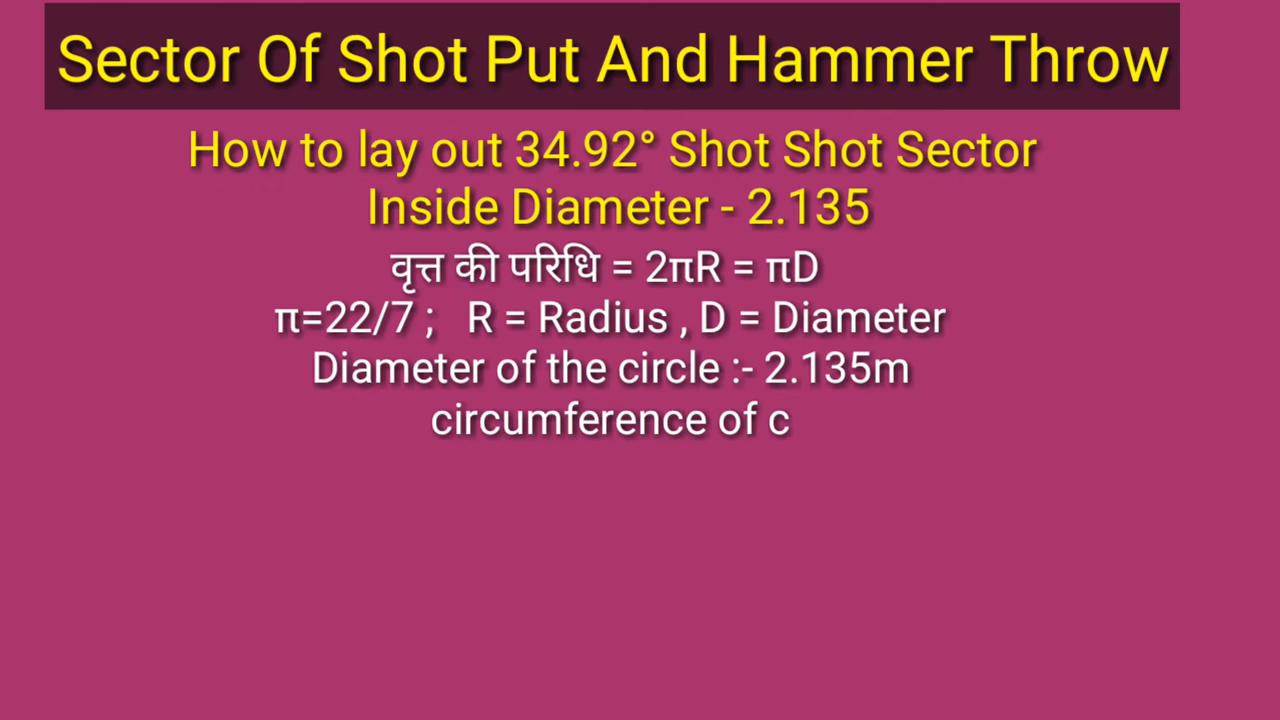 Sector Of Shot Put And Hammer Throw
How to lay out 34.92° Shot Shot Sector
Inside Diameter - 2.135
वृत्त की परिधि = 2πR = πD
π=22/7 ; R = Radius , D = Diameter
Diameter of the circle :- 2.135m
circumference of c